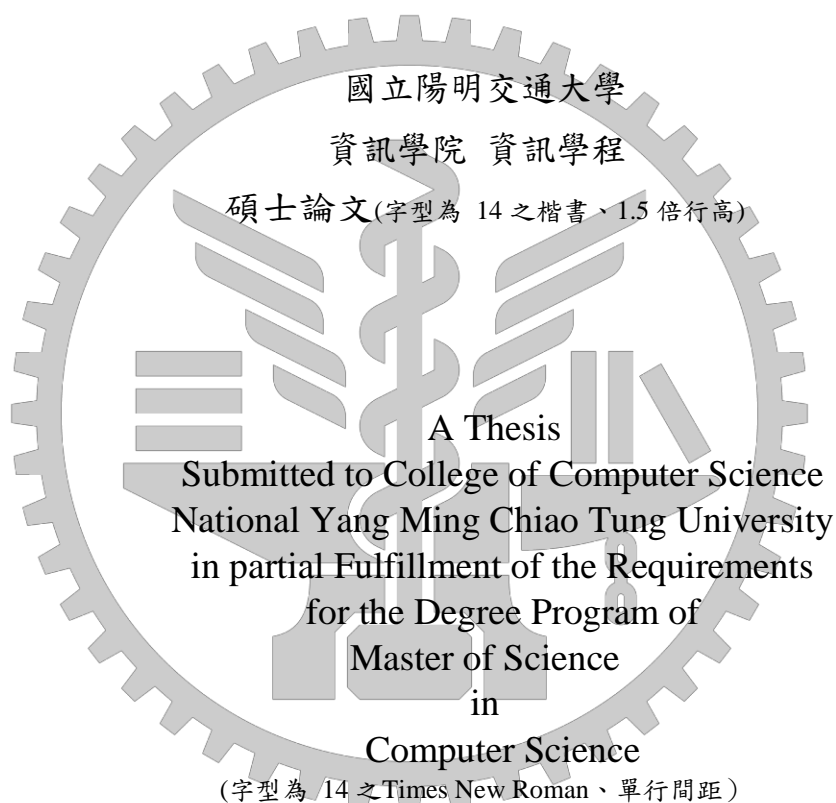 國立陽明交通大學
資訊學院 資訊學程
碩士論文(字型為 14 之楷書、1.5 倍行高)
A Thesis
Submitted to College of Computer Science
National Yang Ming Chiao Tung University
in partial Fulfillment of the Requirements
for the Degree Program of
Master of Science
in
Computer Science
(字型為 14 之Times New Roman、單行間距）